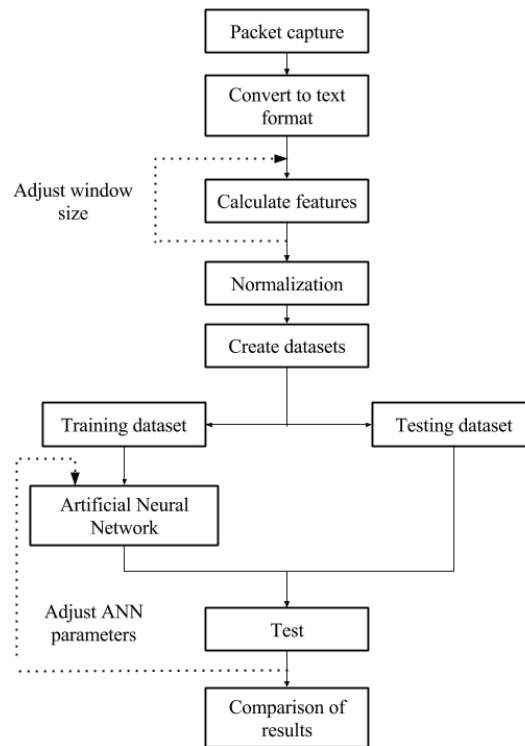 Packet capture
Convert to text
format
Adjust window
size
Calculate features
Normalization
Create datasets
Training dataset
Testing dataset
Artificial Neural
Network
Adjust ANN
parameters
Test
Comparison of
results